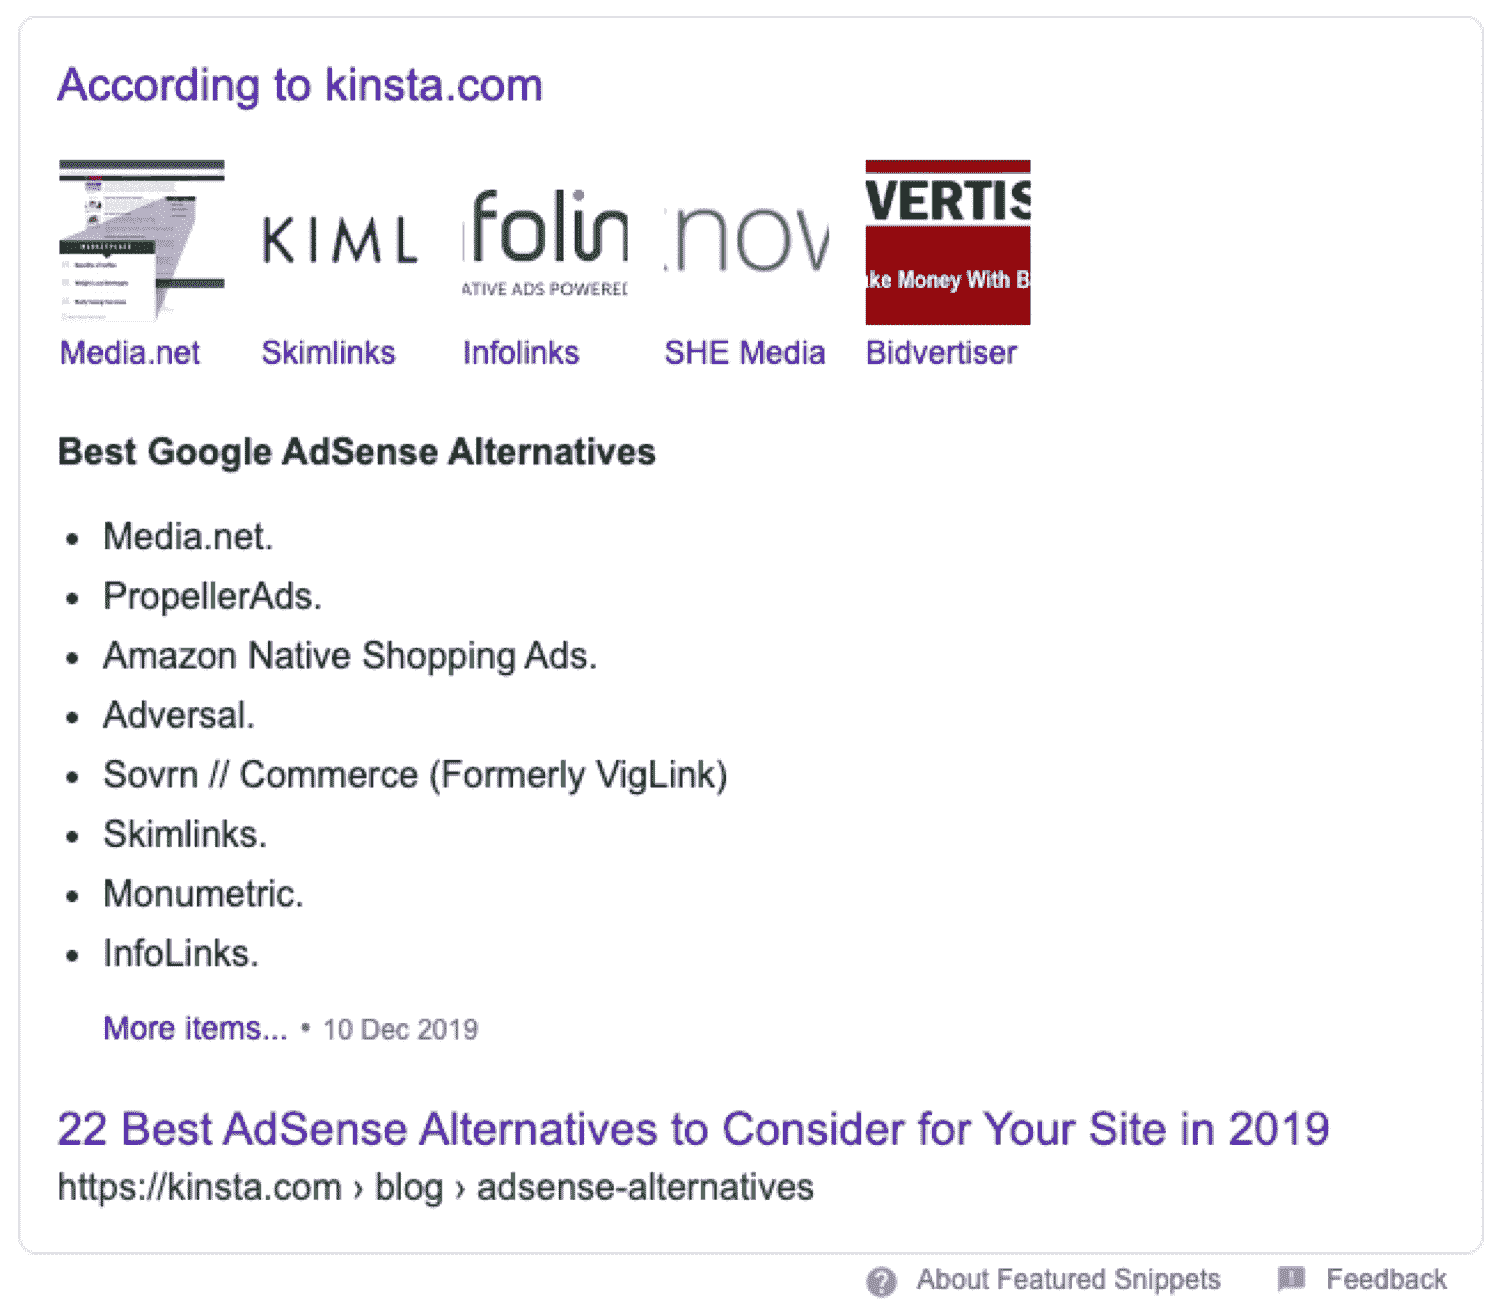 According to kinsta.com
KIML
folin
ATIVE ADS POWERED
nov
VERTIS
ke Money With B
Media.net
Skimlinks
Infolinks
SHE Media
Bidvertiser
Best Google AdSense Alternatives
• Media.net.
• PropellerAds.
• Amazon Native Shopping Ads.
• Adversal.
• Sovrn // Commerce (Formerly VigLink)
• Skimlinks.
• Monumetric.
• InfoLinks.
More items... • 10 Dec 2019
22 Best AdSense Alternatives to Consider for Your Site in 2019
https://kinsta.com › blog › adsense-alternatives
About Featured Snippets
Feedback